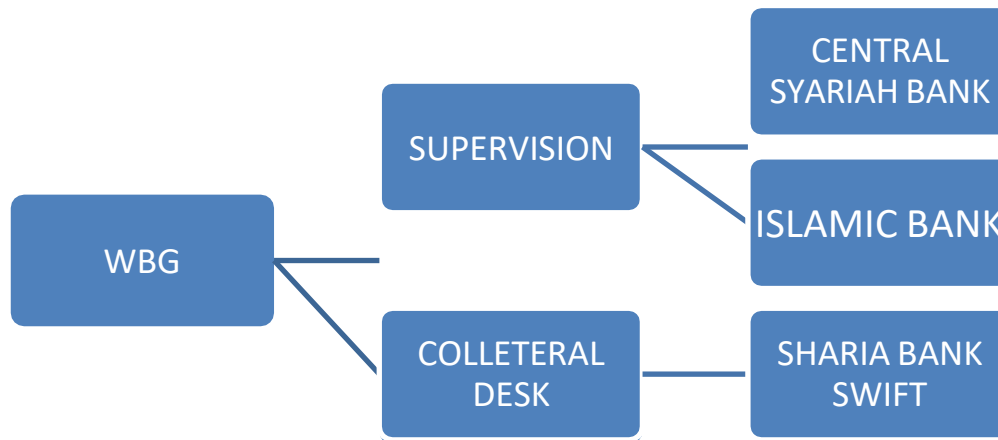 CENTRAL
SYARIAH BANK
SUPERVISION
ISLAMIC BANK
WBG
COLLETERAL
DESK
SHARIA BANK
SWIFT